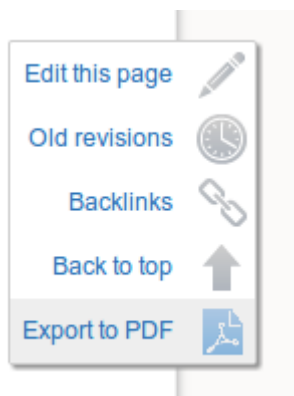 Edit this page
Old revisions
Backlinks
Back to top
Export to PDF